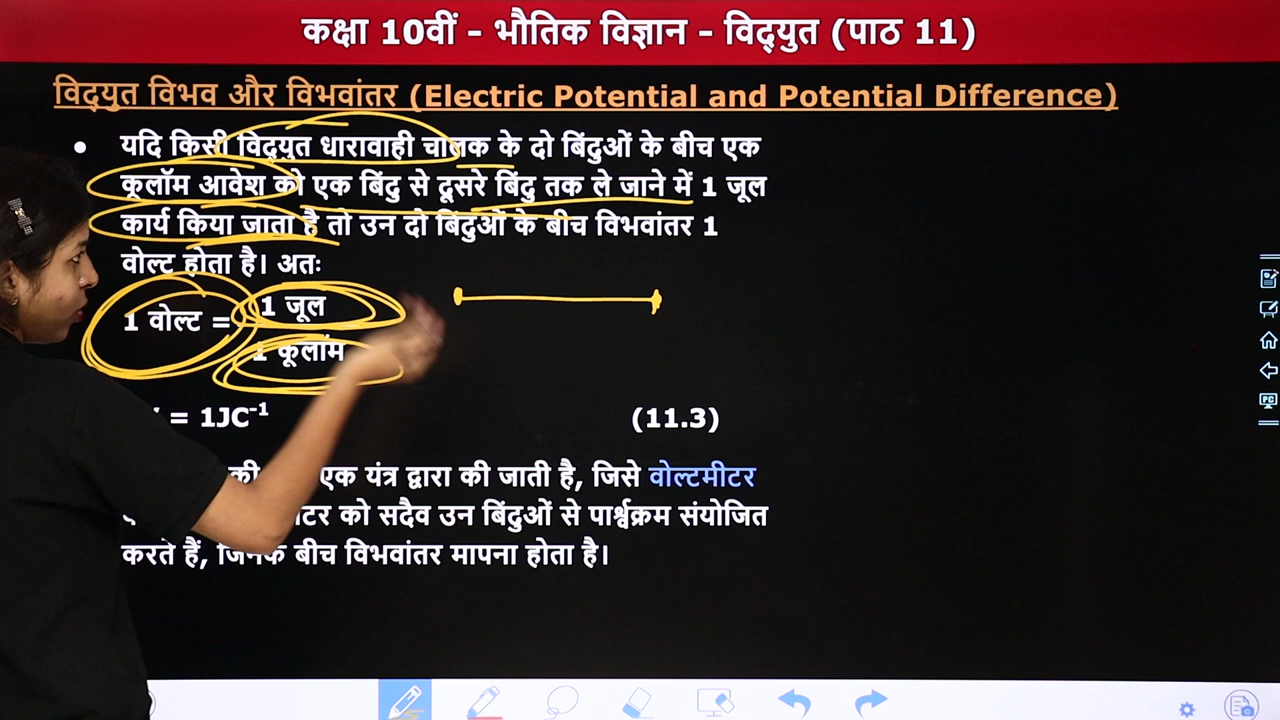 कक्षा 10वीं - भौतिक विज्ञान - विद्युत (पाठ 11)
विद्युत विभव और विभवांतर (Electric Potential and Potential Difference)
• यदि किसी विद्युत धारावाही चालक के दो बिंदुओं के बीच एक
कूलॉम आवेश को एक बिंदु से दूसरे बिंदु तक ले जाने में 1 जूल
कार्य किया जाता है तो उन दो बिंदुओं के बीच विभवांतर 1
वोल्ट होता है। अतः
1 जूल
1 वोल्ट =
1 कूलॉम
= 1JC⁻¹ (11.3)
की एक यंत्र द्वारा की जाती है, जिसे वोल्टमीटर
को सदैव उन बिंदुओं से पार्श्वक्रम संयोजित
करते हैं, जिनके बीच विभवांतर मापना होता है।
PC